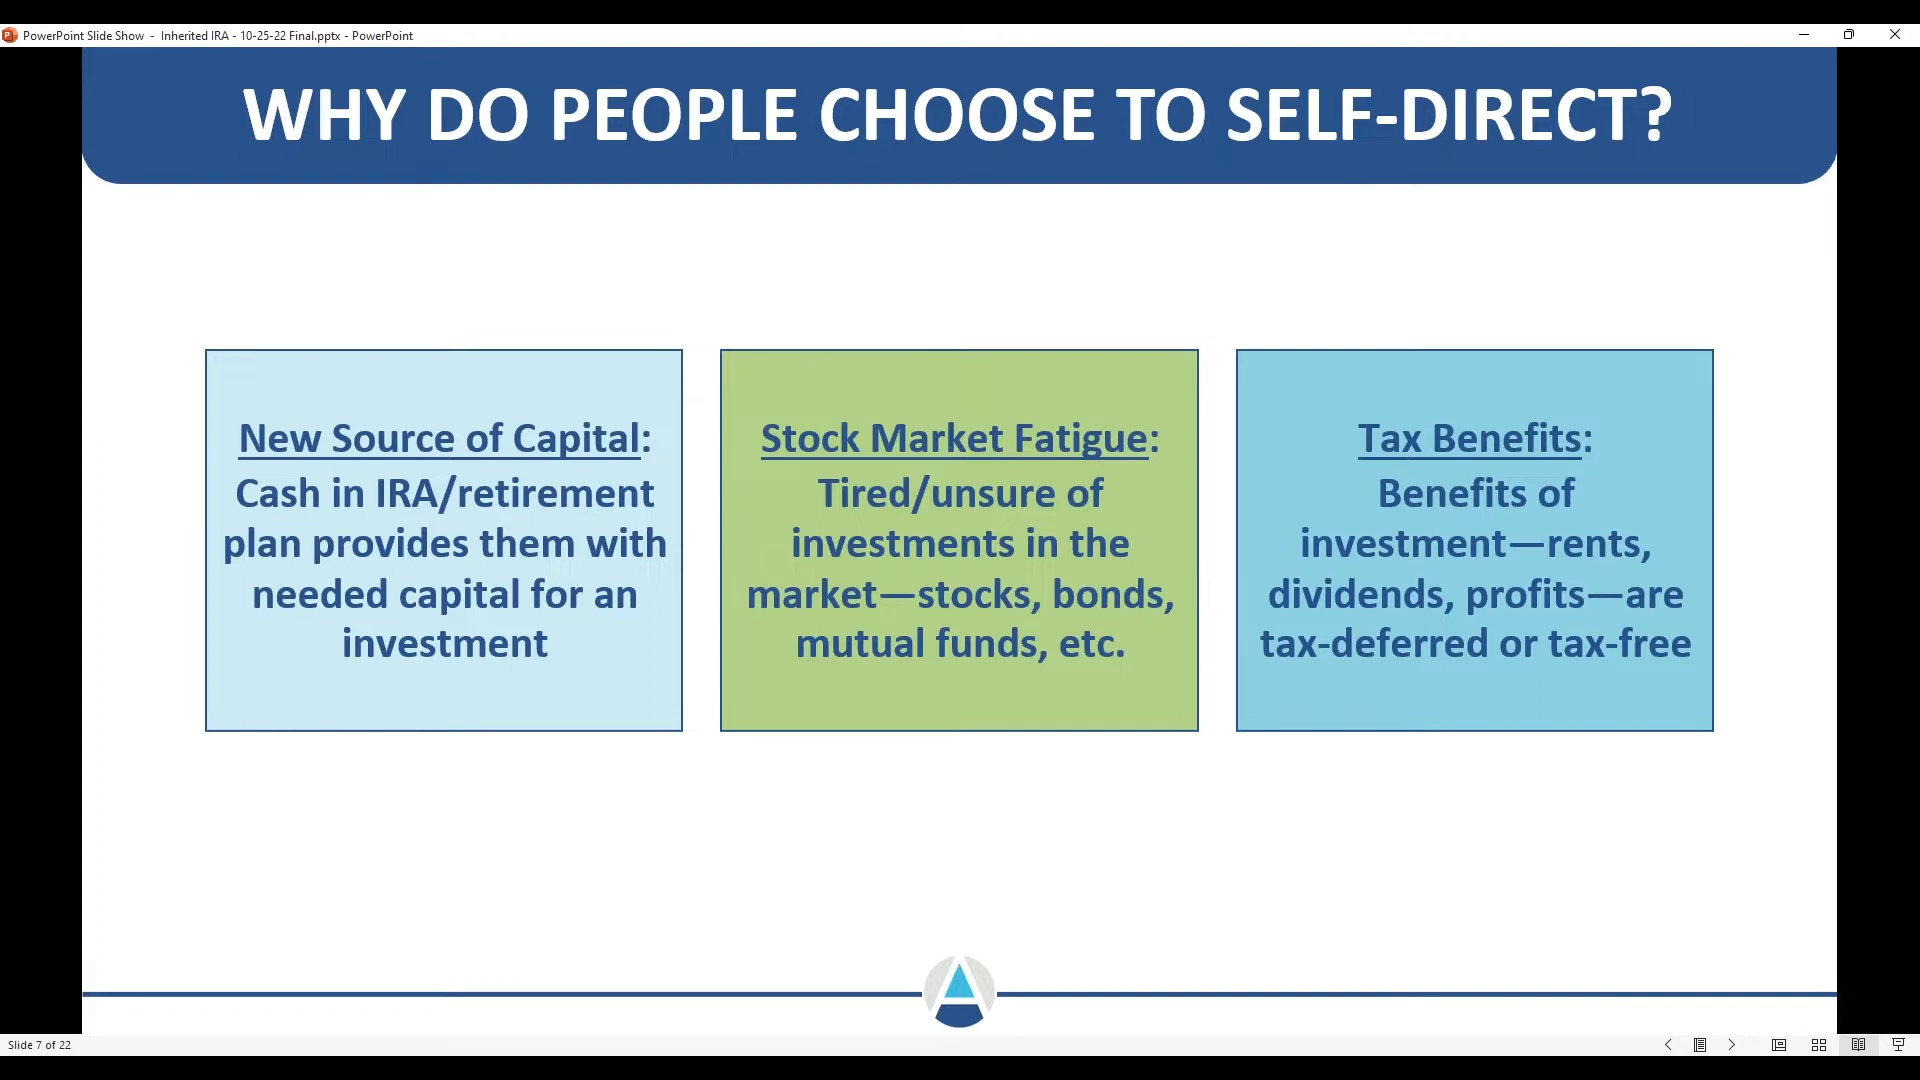 PowerPoint Slide Show  -  Inherited IRA - 10-25-22 Final.pptx - PowerPoint
WHY DO PEOPLE CHOOSE TO SELF-DIRECT?
New Source of Capital:
Cash in IRA/retirement
plan provides them with
needed capital for an
investment
Stock Market Fatigue:
Tired/unsure of
investments in the
market—stocks, bonds,
mutual funds, etc.
Tax Benefits:
Benefits of
investment—rents,
dividends, profits—are
tax-deferred or tax-free
Slide 7 of 22